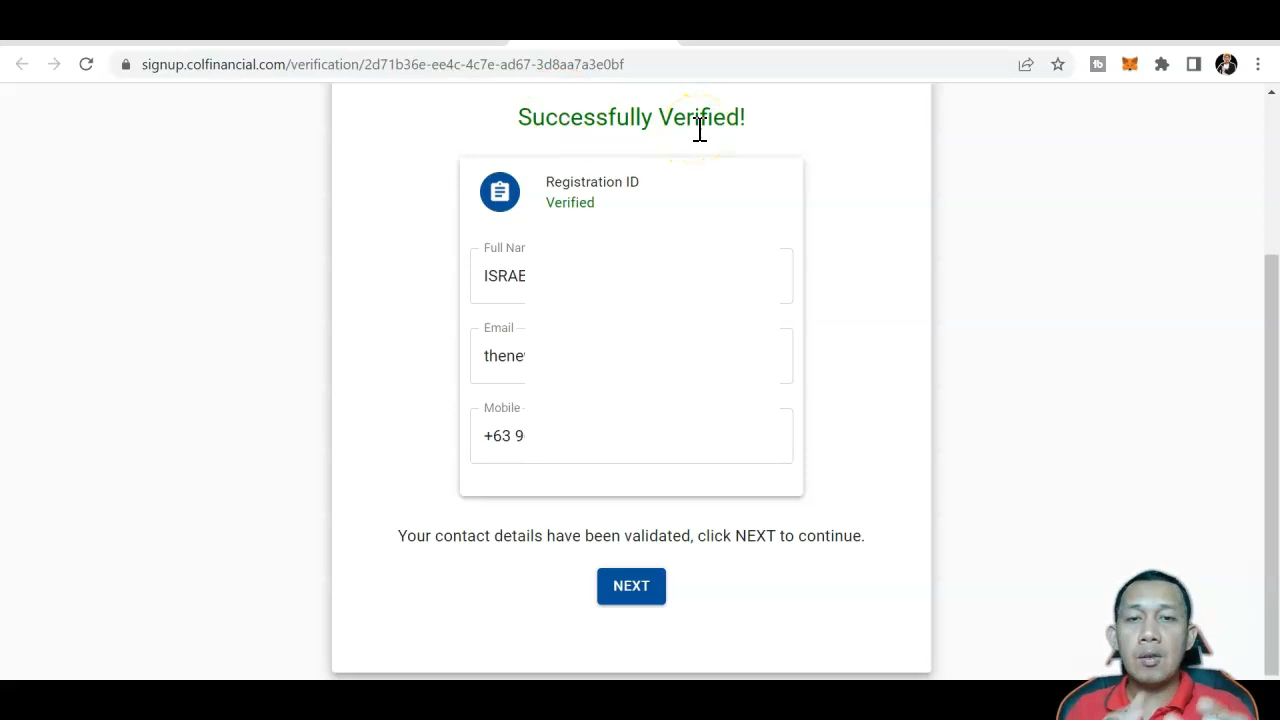 signup.colfinancial.com/verification/2d71b36e-ee4c-4c7e-ad67-3d8aa7a3e0bf
Successfully Verified!
Registration ID
Verified
Full Nar
ISRAE
Email
thene
Mobile
+63 9
Your contact details have been validated, click NEXT to continue.
NEXT